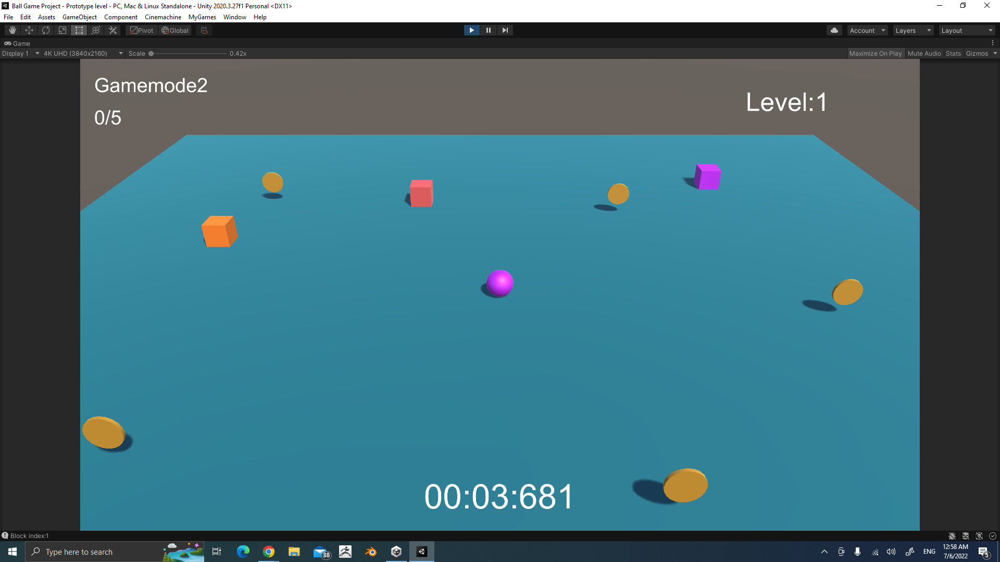 Ball Game Project - Prototype level - PC, Mac & Linux Standalone - Unity 2020.3.27f1 Personal <DX11>
File Edit Assets GameObject Component Cinemachine MyGames Window Help
Pivot Global Account Layers Layout
Game
Display 1 4K UHD (3840x2160) Scale 0.42x Maximize On Play Mute Audio Stats Gizmos
Gamemode2
Level:1
0/5
00:03:681
Block index:1
Type here to search
38
ENG
12:58 AM
7/6/2022
5